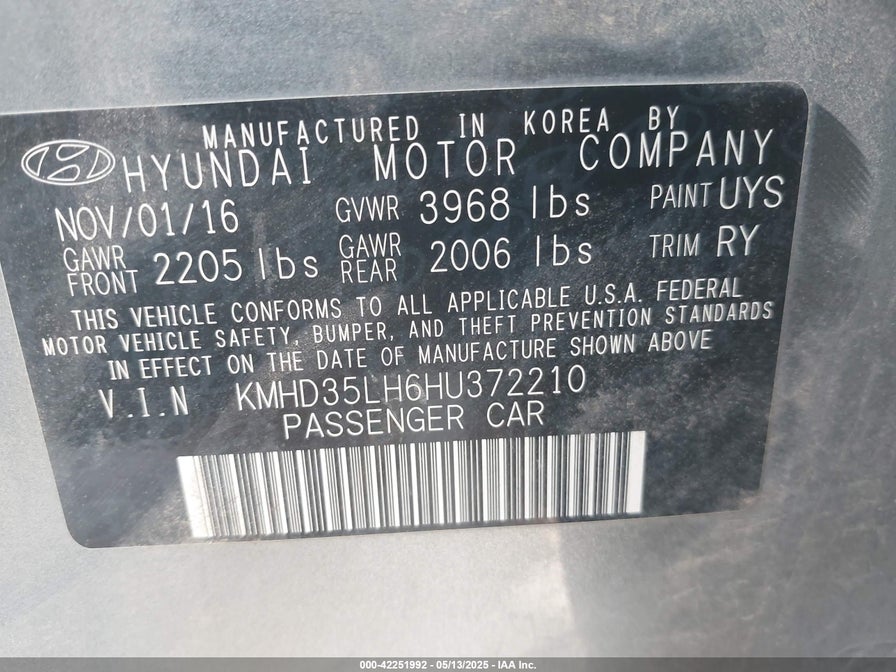 MANUFACTURED IN KOREA BY
HYUNDAI MOTOR COMPANY
NOV/01/16 GVWR 3968 lbs PAINT UYS
GAWR FRONT 2205 lbs GAWR REAR 2006 lbs TRIM RY
THIS VEHICLE CONFORMS TO ALL APPLICABLE U.S.A. FEDERAL
MOTOR VEHICLE SAFETY, BUMPER, AND THEFT PREVENTION STANDARDS
IN EFFECT ON THE DATE OF MANUFACTURE SHOWN ABOVE
V.I.N KMHD35LH6HU372210
PASSENGER CAR
000-42251992 - 05/13/2025 - IAA Inc.